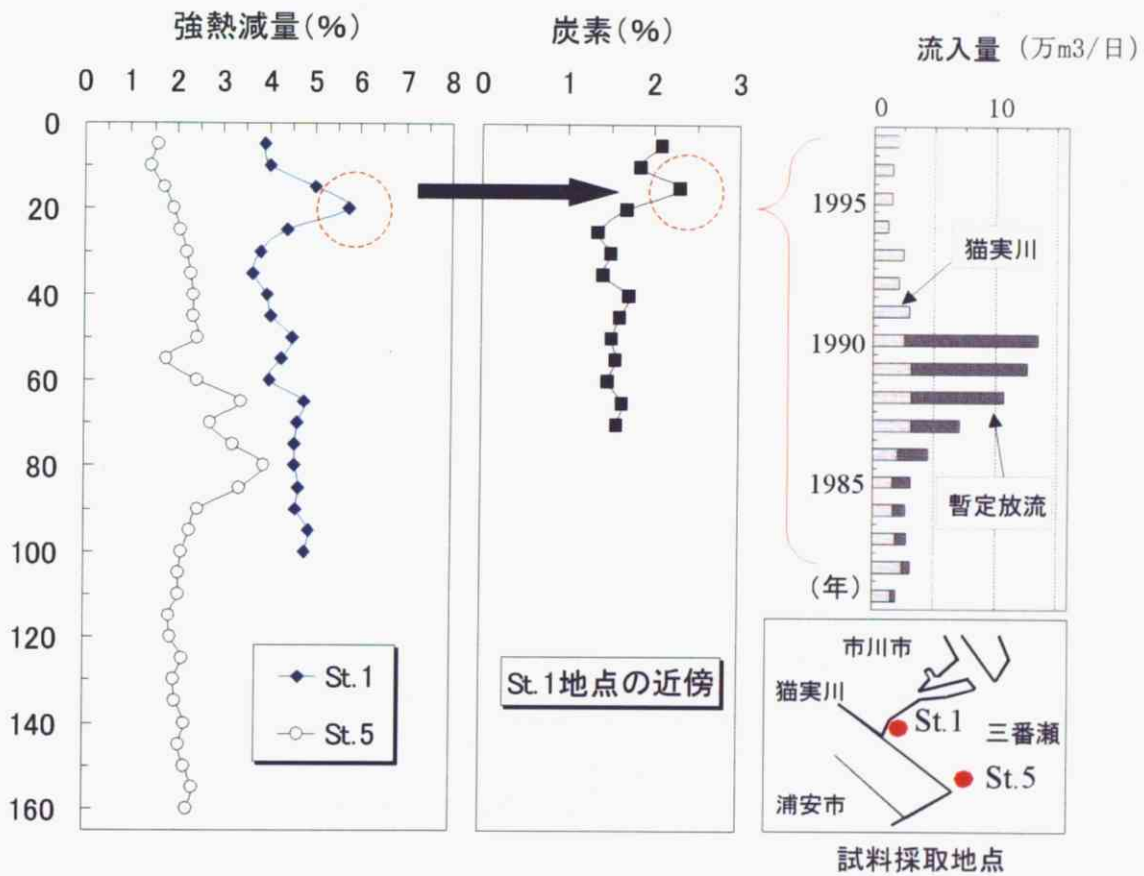 強熱減量(%)
0 1 2 3 4 5 6 7 8
0
20
40
60
80
100
120
140
160
St.1
St.5
炭素(%)
0 1 2 3
St.1地点の近傍
流入量 (万m3/日)
0 10
1995
1990
1985
(年)
猫実川
暫定放流
市川市
猫実川
St.1
三番瀬
St.5
浦安市
試料採取地点